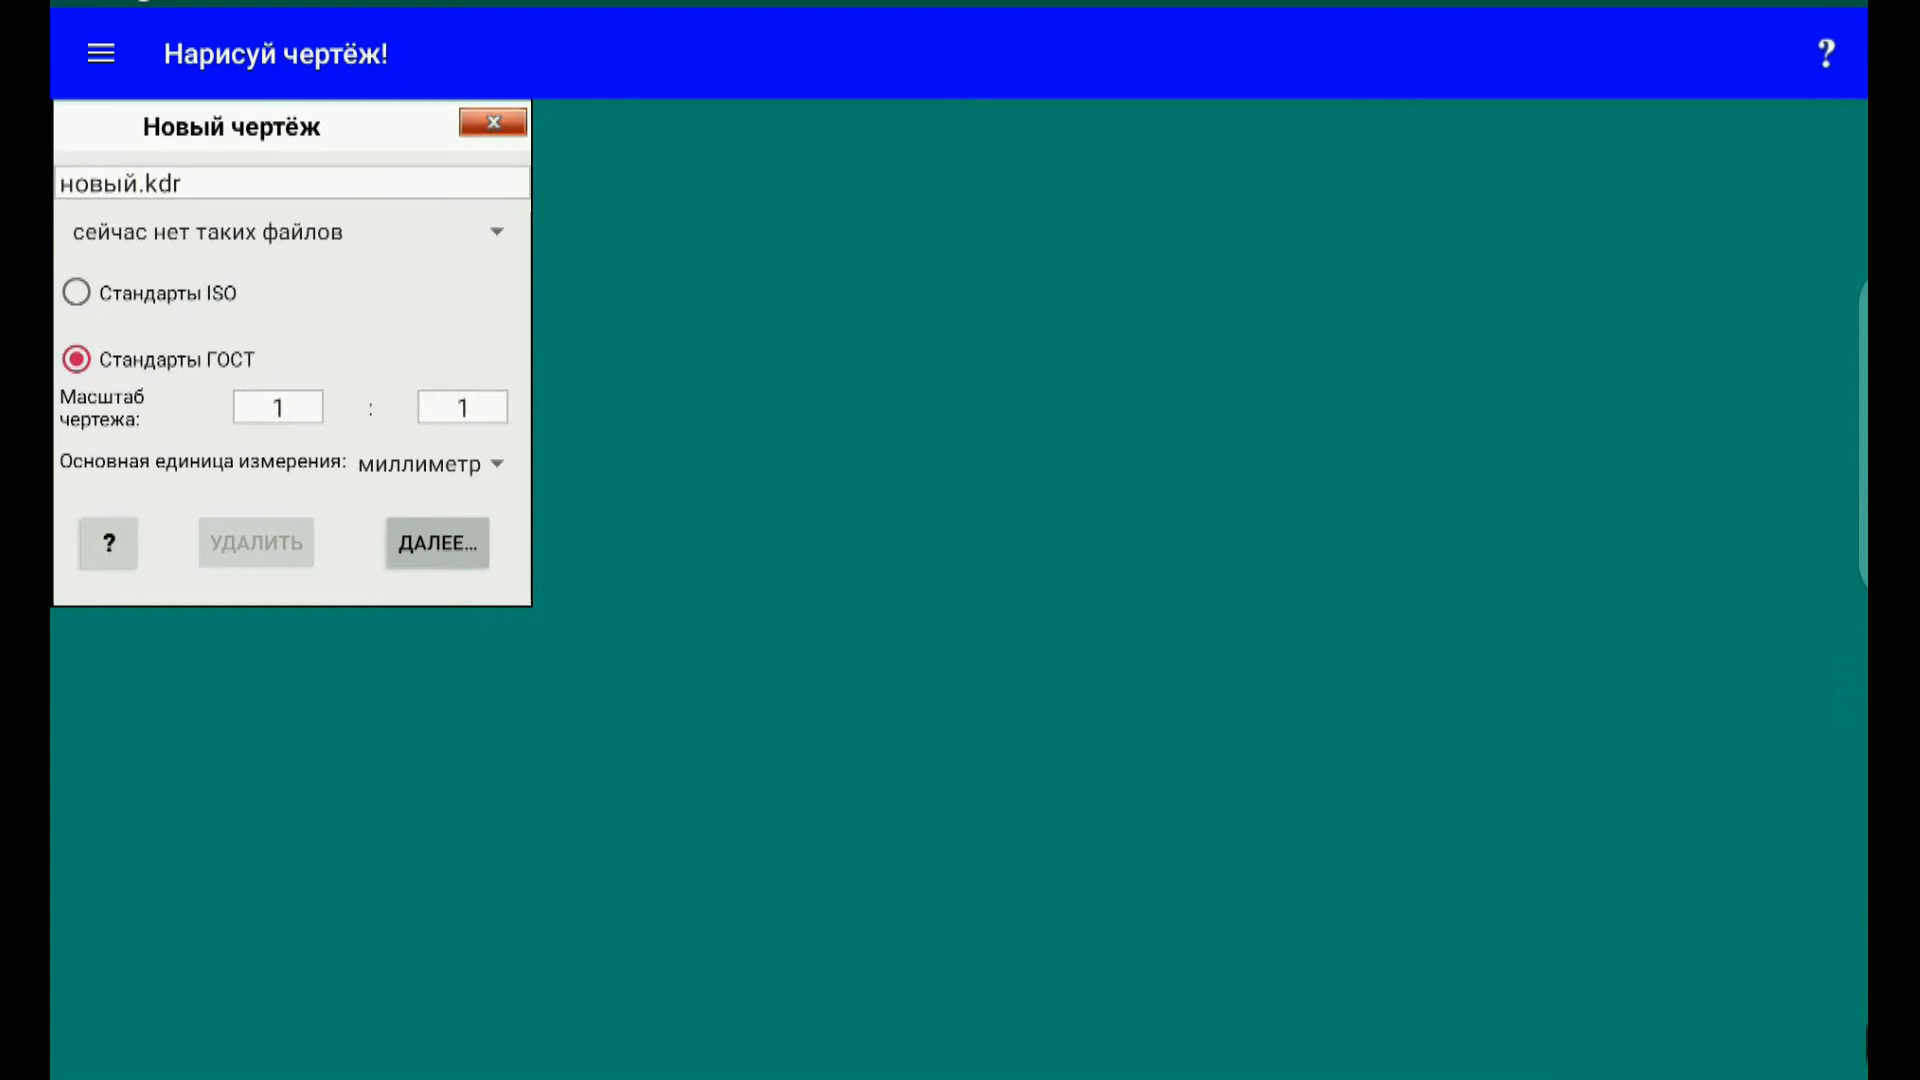 Нарисуй чертёж!
?
Новый чертёж
x
новый.kdr
сейчас нет таких файлов
Стандарты ISO
Стандарты ГОСТ
Масштаб
чертежа:
1 : 1
Основная единица измерения: миллиметр
? УДАЛИТЬ ДАЛЕЕ...